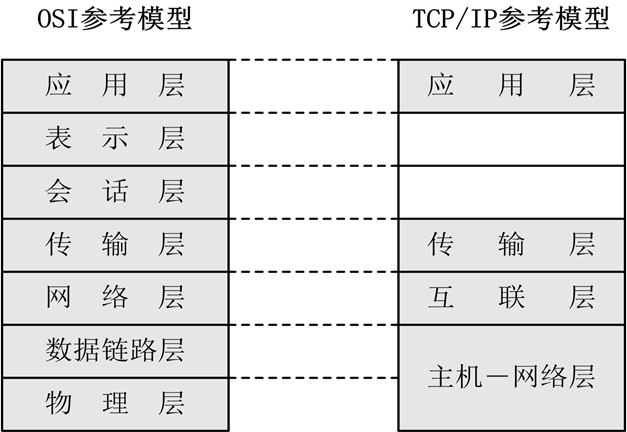 OSI参考模型 TCP/IP参考模型
应用层 应用层
表示层
会话层
传输层 传输层
网络层 互联层
数据链路层
主机－网络层
物理层